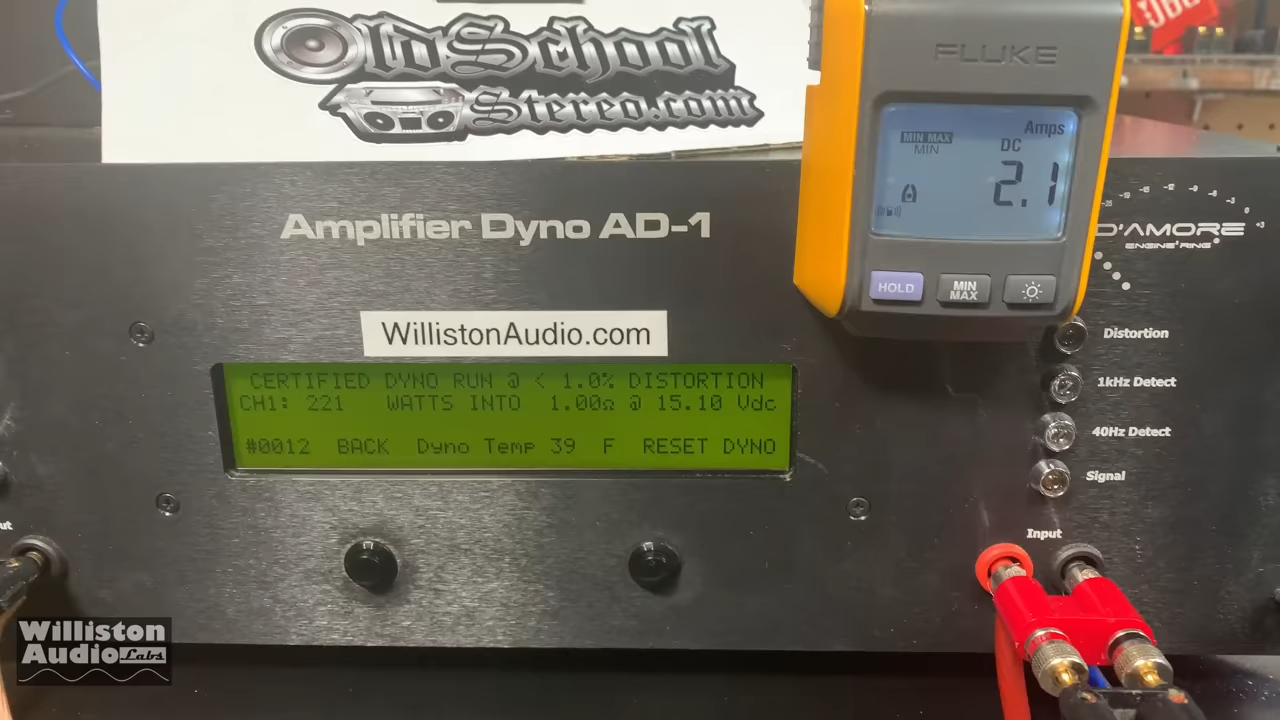 OldSchool
Stereo.com
JBL
FLUKE
Amps
MIN MAX
MIN
DC
2.1
HOLD
MIN
MAX
Amplifier Dyno AD-1
D'AMORE
ENGINEERING
WillistonAudio.com
CERTIFIED DYNO RUN @ < 1.0% DISTORTION
CH1: 221 WATTS INTO 1.00Ω @ 15.10 Vdc
#0012 BACK Dyno Temp 39 F RESET DYNO
Distortion
1kHz Detect
40Hz Detect
Signal
Input
ut
Williston
Audio Labs